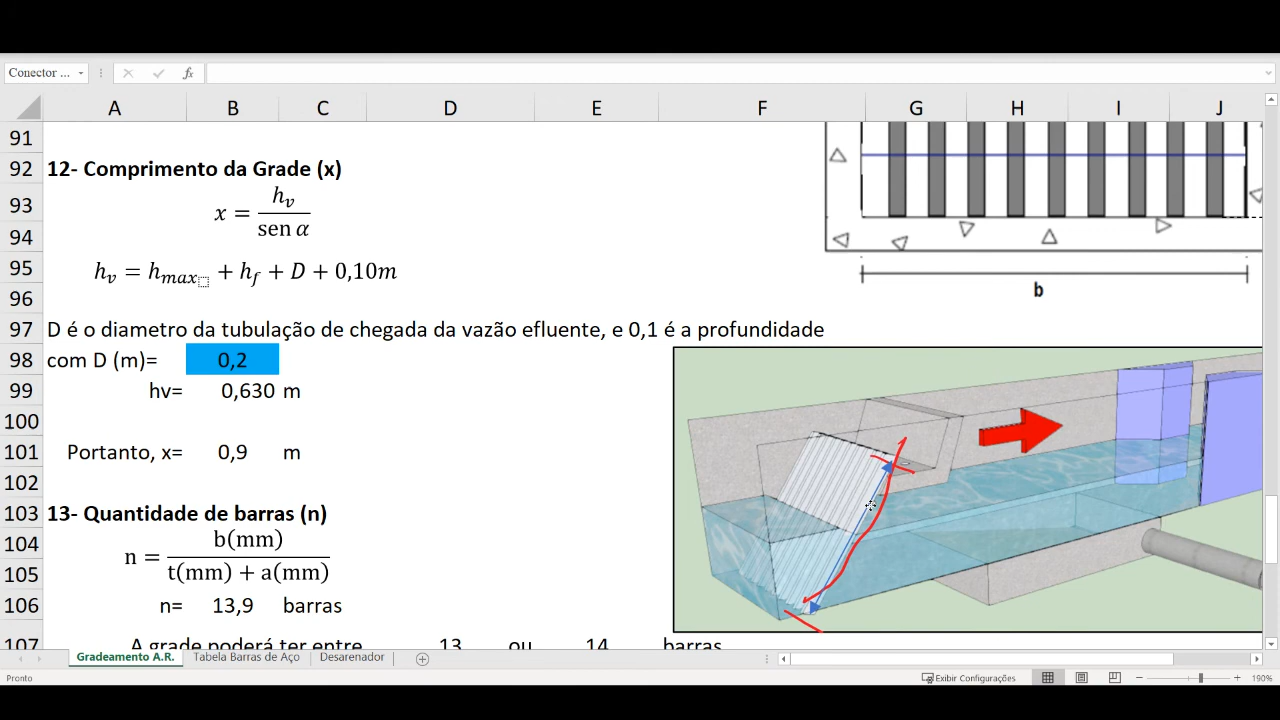 Conector ...
fx
A B C D E F G H I J
91
92 12- Comprimento da Grade (x)
93 x = hᵥ / sen α
94
95 hᵥ = hₘₐₓ + h_f + D + 0,10m
96
97 D é o diametro da tubulação de chegada da vazão efluente, e 0,1 é a profundidade
98 com D (m)= 0,2
99 hv= 0,630 m
100
101 Portanto, x= 0,9 m
102
103 13- Quantidade de barras (n)
104 n = b(mm) / t(mm) + a(mm)
105
106 n= 13,9 barras
107 A grade poderá ter entre 13 ou 14 barras
b
Gradeamento A.R. Tabela Barras de Aço Desarenador
Pronto Exibir Configurações 190%